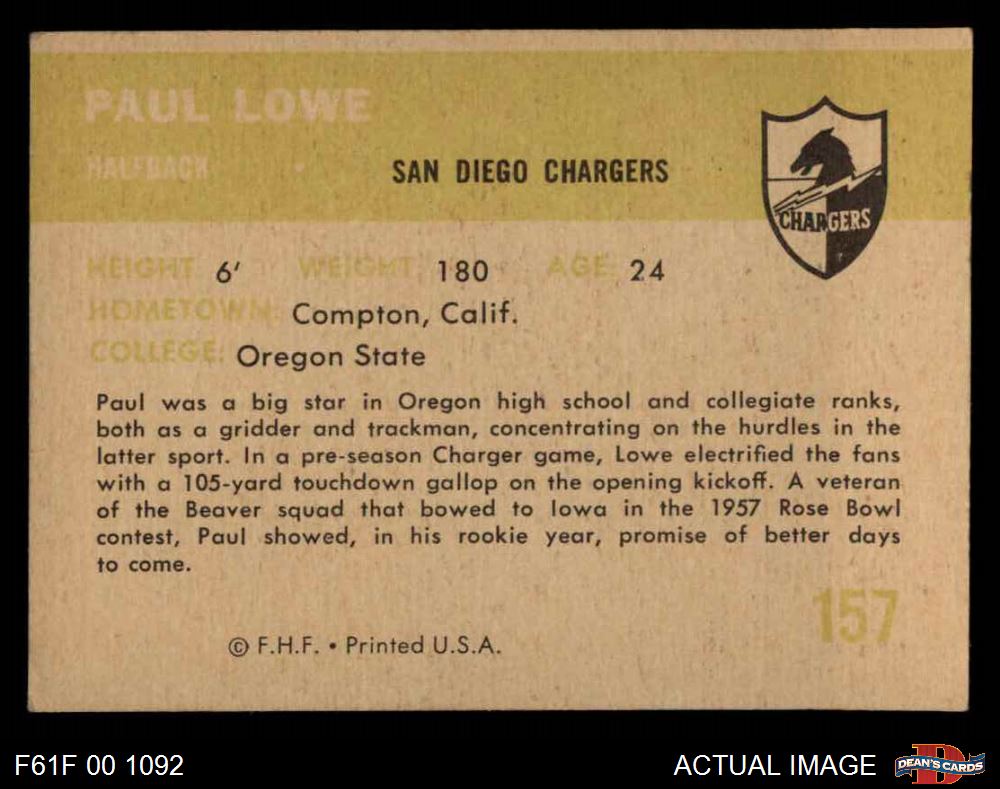 PAUL LOWE
HALFBACK • SAN DIEGO CHARGERS
CHARGERS
HEIGHT: 6' WEIGHT: 180 AGE: 24
HOMETOWN: Compton, Calif.
COLLEGE: Oregon State
Paul was a big star in Oregon high school and collegiate ranks,
both as a gridder and trackman, concentrating on the hurdles in the
latter sport. In a pre-season Charger game, Lowe electrified the fans
with a 105-yard touchdown gallop on the opening kickoff. A veteran
of the Beaver squad that bowed to Iowa in the 1957 Rose Bowl
contest, Paul showed, in his rookie year, promise of better days
to come.
157
© F.H.F. • Printed U.S.A.
F61F 00 1092
ACTUAL IMAGE
DEAN'S CARDS